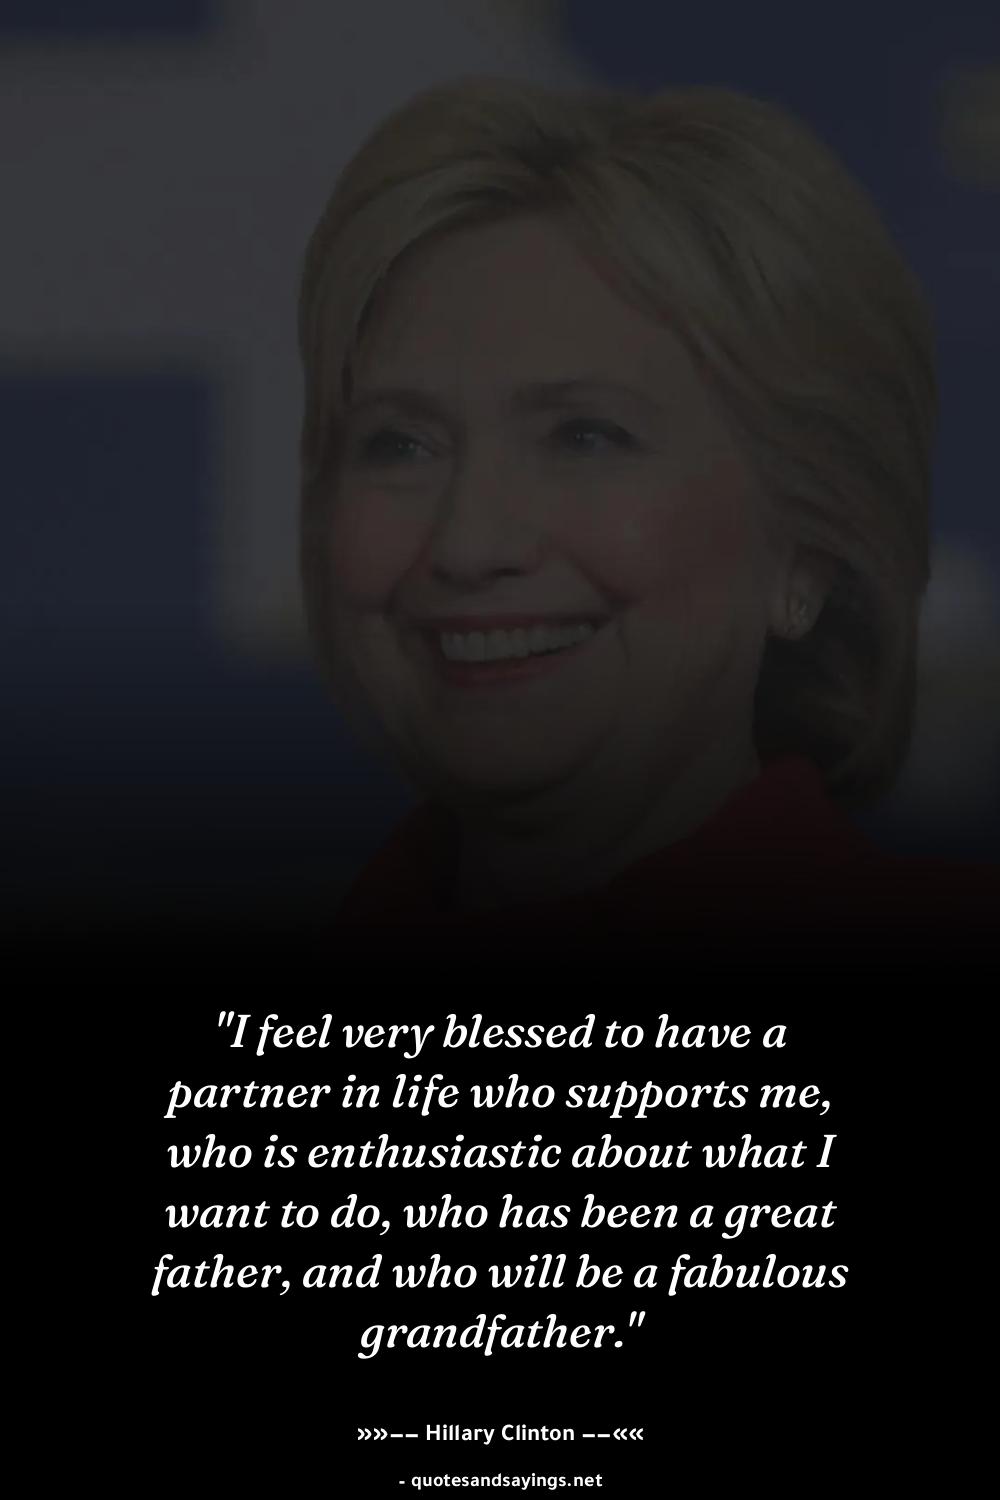 "I feel very blessed to have a
partner in life who supports me,
who is enthusiastic about what I
want to do, who has been a great
father, and who will be a fabulous
grandfather."
»»–– Hillary Clinton ––««
- quotesandsayings.net